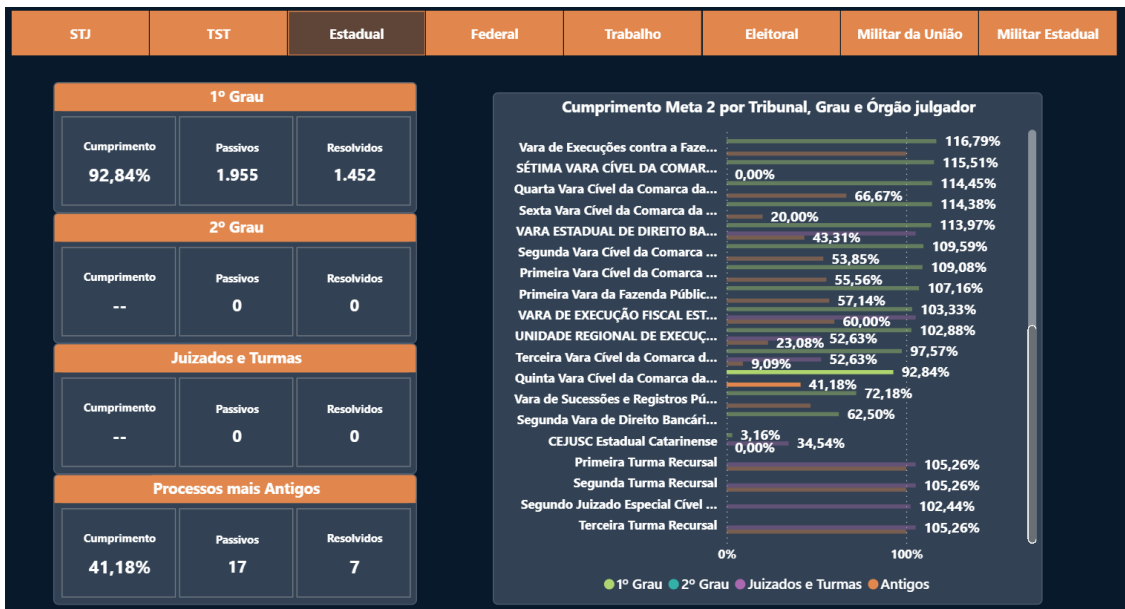 STJ TST Estadual Federal Trabalho Eleitoral Militar da União Militar Estadual
1º Grau
Cumprimento Passivos Resolvidos
92,84% 1.955 1.452
2º Grau
Cumprimento Passivos Resolvidos
-- 0 0
Juizados e Turmas
Cumprimento Passivos Resolvidos
-- 0 0
Processos mais Antigos
Cumprimento Passivos Resolvidos
41,18% 17 7
Cumprimento Meta 2 por Tribunal, Grau e Órgão julgador
Vara de Execuções contra a Faze... 116,79%
SÉTIMA VARA CÍVEL DA COMAR... 115,51% 0,00%
Quarta Vara Cível da Comarca da... 114,45% 66,67%
Sexta Vara Cível da Comarca da ... 114,38% 20,00%
VARA ESTADUAL DE DIREITO BA... 113,97% 43,31%
Segunda Vara Cível da Comarca ... 109,59% 53,85%
Primeira Vara Cível da Comarca ... 109,08% 55,56%
Primeira Vara da Fazenda Públic... 107,16% 57,14%
VARA DE EXECUÇÃO FISCAL EST... 103,33% 60,00%
UNIDADE REGIONAL DE EXECUÇ... 102,88% 52,63% 23,08%
Terceira Vara Cível da Comarca d... 97,57% 52,63% 9,09%
Quinta Vara Cível da Comarca da... 92,84% 41,18%
Vara de Sucessões e Registros Pú... 72,18%
Segunda Vara de Direito Bancári... 62,50%
CEJUSC Estadual Catarinense 3,16% 34,54% 0,00%
Primeira Turma Recursal 105,26%
Segunda Turma Recursal 105,26%
Segundo Juizado Especial Cível ... 102,44%
Terceira Turma Recursal 105,26%
0% 100%
1º Grau 2º Grau Juizados e Turmas Antigos